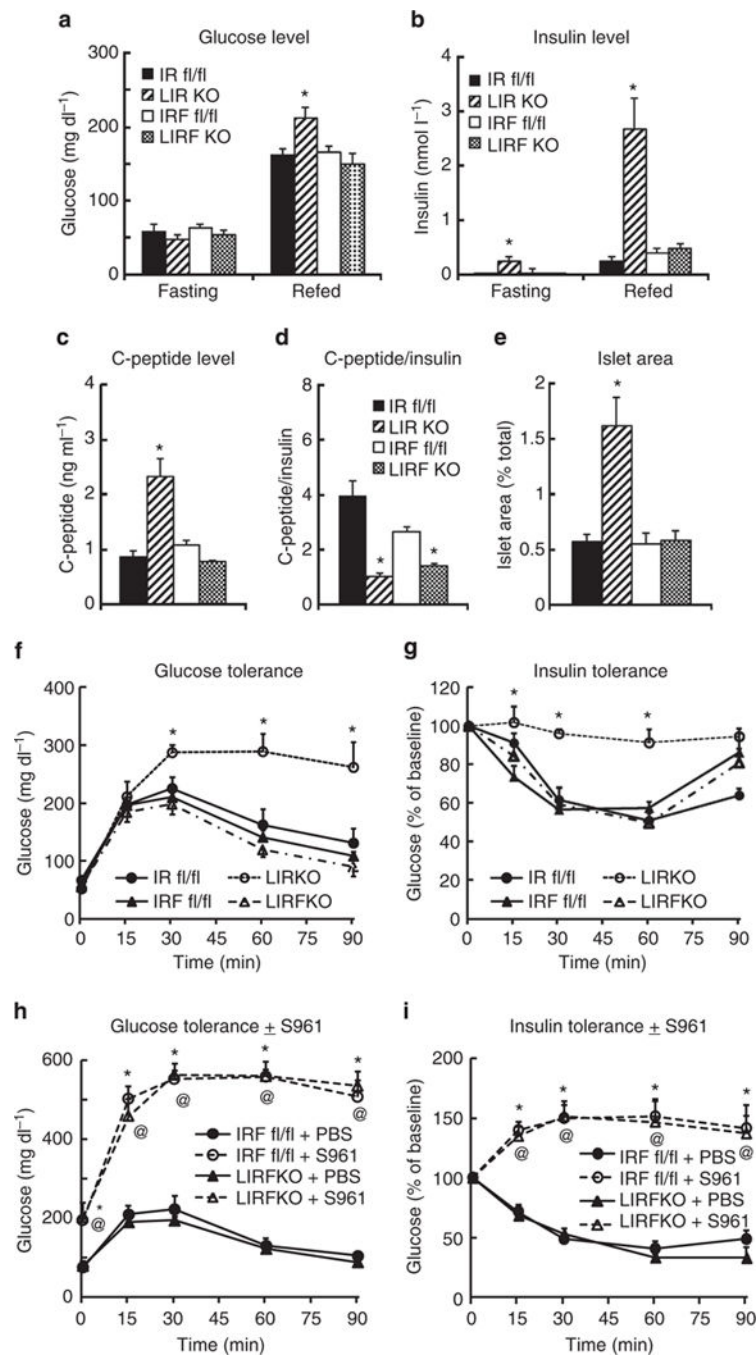 a
Glucose level
300
200
100
0
Glucose (mg dl⁻¹)
IR fl/fl
LIR KO
IRF fl/fl
LIRF KO
*
Fasting
Refed
b
Insulin level
4
3
2
1
0
Insulin (nmol l⁻¹)
IR fl/fl
LIR KO
IRF fl/fl
LIRF KO
*
*
Fasting
Refed
c
C-peptide level
4
3
2
1
0
C-peptide (ng ml⁻¹)
*
d
C-peptide/insulin
8
6
4
2
0
C-peptide/insulin
IR fl/fl
LIR KO
IRF fl/fl
LIRF KO
*
*
e
Islet area
2
1.5
1
0.5
0
Islet area (% total)
*
f
Glucose tolerance
400
300
200
100
0
Glucose (mg dl⁻¹)
* * *
IR fl/fl
LIRKO
IRF fl/fl
LIRFKO
0 15 30 45 60 90
Time (min)
g
Insulin tolerance
120
100
80
60
40
20
0
Glucose (% of baseline)
* * *
IR fl/fl
LIRKO
IRF fl/fl
LIRFKO
0 15 30 45 60 90
Time (min)
h
Glucose tolerance ± S961
600
400
200
0
Glucose (mg dl⁻¹)
* * * * *
@ @ @ @ @
IRF fl/fl + PBS
IRF fl/fl + S961
LIRFKO + PBS
LIRFKO + S961
0 15 30 45 60 90
Time (min)
i
Insulin tolerance ± S961
200
150
100
50
0
Glucose (% of baseline)
* * * *
@ @ @ @
IRF fl/fl + PBS
IRF fl/fl + S961
LIRFKO + PBS
LIRFKO + S961
0 15 30 45 60 90
Time (min)